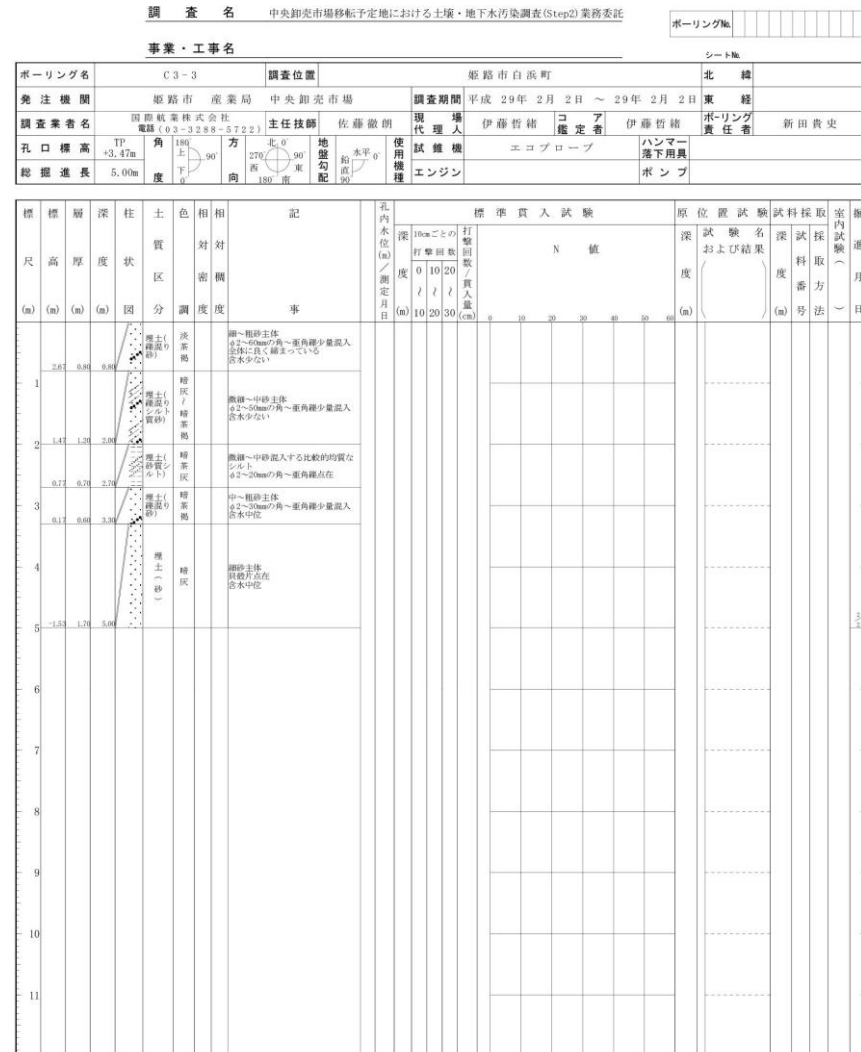 調 査 名 中央卸売市場移転予定地における土壌・地下水汚染調査(Step2)業務委託
ボーリング№
事業・工事名
シート№
ボーリング名 C3-3 調査位置 姫路市白浜町 北緯
発注機関 姫路市 産業局 中央卸売市場 調査期間 平成 29年 2月 2日 ～ 29年 2月 2日 東経
調査業者名 国際航業株式会社 電話(03-3288-5722) 主任技師 佐藤徹朗 現場代理人 伊藤哲緒 コア鑑定者 伊藤哲緒 ボーリング責任者 新田貴史
孔口標高 TP +3.47m 角度 180° 上 90° 下 0° 方向 北 0° 270° 90° 西 東 180° 南 地盤勾配 水平 0° 鉛直 90° 使用機種 試錐機 エコプローブ ハンマー落下用具
総掘進長 5.00m エンジン ポンプ
標尺(m) 標高(m) 層厚(m) 深度(m) 柱状図 土質区分 色調 相対密度 相対稠度 記事 孔内水位(m)/測定月日 標準貫入試験 原位置試験 試料採取 室内試験( ) 掘進月日
深度(m) 10cmごとの打撃回数 打撃回数/貫入量(cm) N 値 深度(m) 試験名および結果 深度(m) 試料番号 採取方法
0 10 20
～ ～ ～
10 20 30
0 10 20 30 40 50 60
埋土(礫混り砂) 淡茶褐 細～粗砂主体
φ2～60mmの角～亜角礫少量混入
全体に良く締まっている
含水少ない
2.67 0.80 0.80
1
埋土(礫混りシルト質砂) 暗灰～暗茶褐 微細～中砂主体
φ2～50mmの角～亜角礫少量混入
含水少ない
1.47 1.20 2.00
2
埋土(砂質シルト) 暗茶灰 微細～中砂混入する比較的均質な
シルト
φ2～20mmの角～亜角礫点在
0.77 0.70 2.70
埋土(礫混り砂) 暗茶褐 中～粗砂主体
φ2～30mmの角～亜角礫少量混入
含水中位
3
0.17 0.60 3.30
4
埋土(砂) 暗灰 細砂主体
貝殻片点在
含水中位
-1.53 1.70 5.00
5
6
7
8
9
10
11